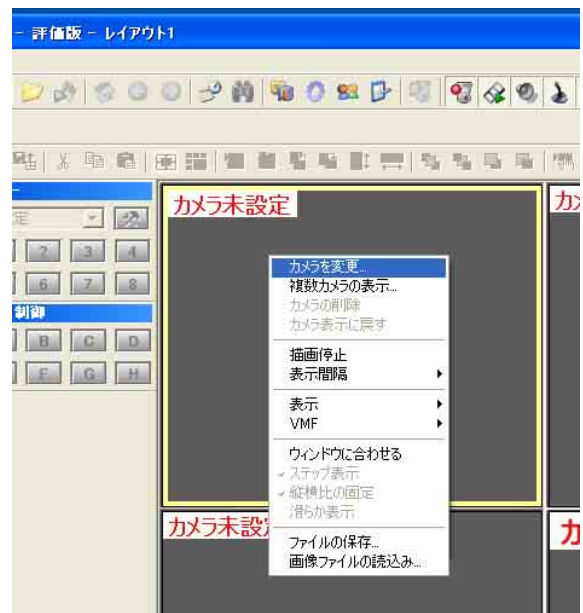 - 評価版 - レイアウト1
定
2 3 4
6 7 8
制御
B C D
F G H
カメラ未設定
カメ
カメラを変更...
複数カメラの表示...
カメラの削除
カメラ表示に戻す
描画停止
表示間隔
表示
VMF
ウィンドウに合わせる
ステップ表示
縦横比の固定
滑らか表示
ファイルの保存...
画像ファイルの読込み...
カメラ未設
カ